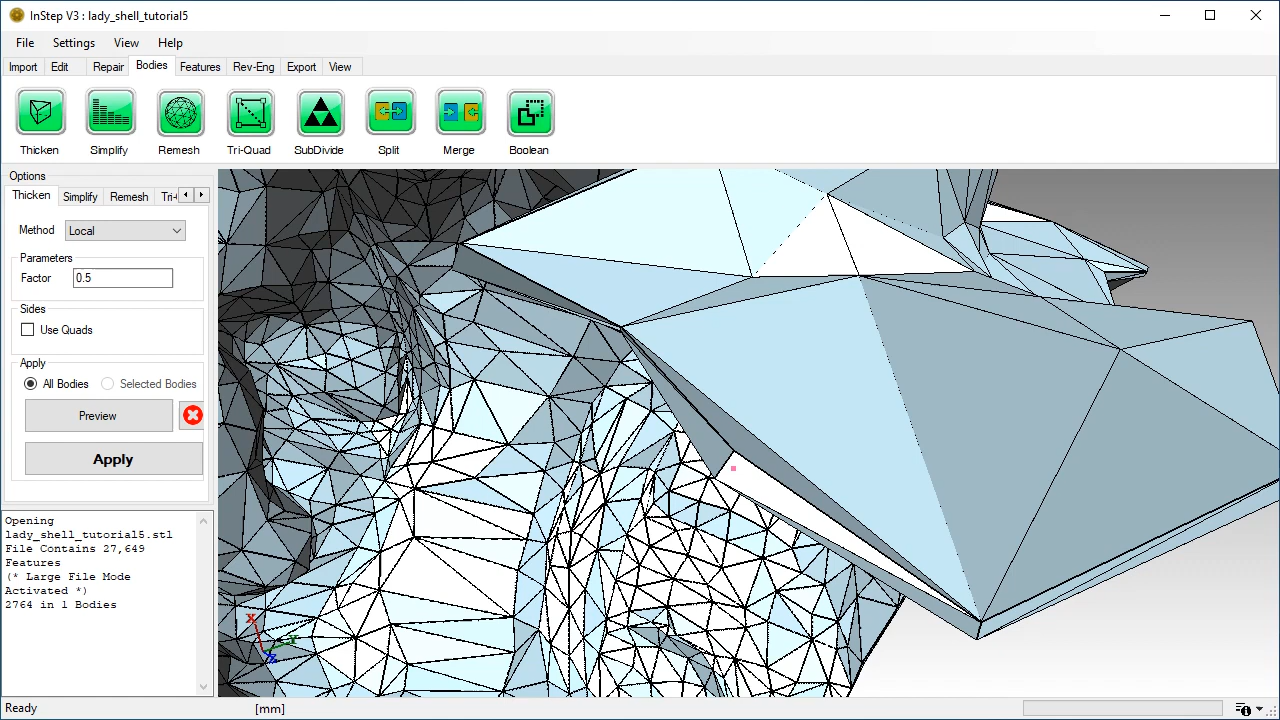 InStep V3 : lady_shell_tutorial5
File Settings View Help
Import Edit Repair Bodies Features Rev-Eng Export View
Thicken Simplify Remesh Tri-Quad SubDivide Split Merge Boolean
Options
Thicken Simplify Remesh Tri-
Method Local
Parameters
Factor 0.5
Sides
Use Quads
Apply
All Bodies Selected Bodies
Preview
Apply
Opening
lady_shell_tutorial5.stl
File Contains 27,649
Features
(* Large File Mode
Activated *)
2764 in 1 Bodies
X
Y
Z
Ready [mm]